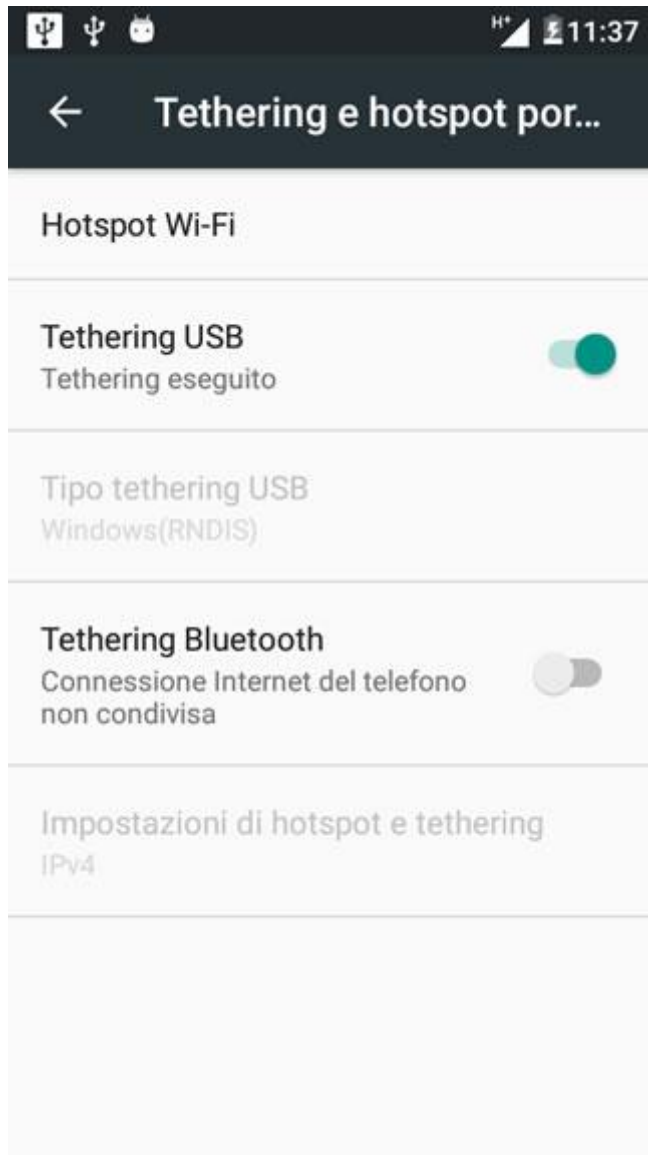 H+ 11:37
Tethering e hotspot por...
Hotspot Wi-Fi
Tethering USB
Tethering eseguito
Tipo tethering USB
Windows(RNDIS)
Tethering Bluetooth
Connessione Internet del telefono
non condivisa
Impostazioni di hotspot e tethering
IPv4